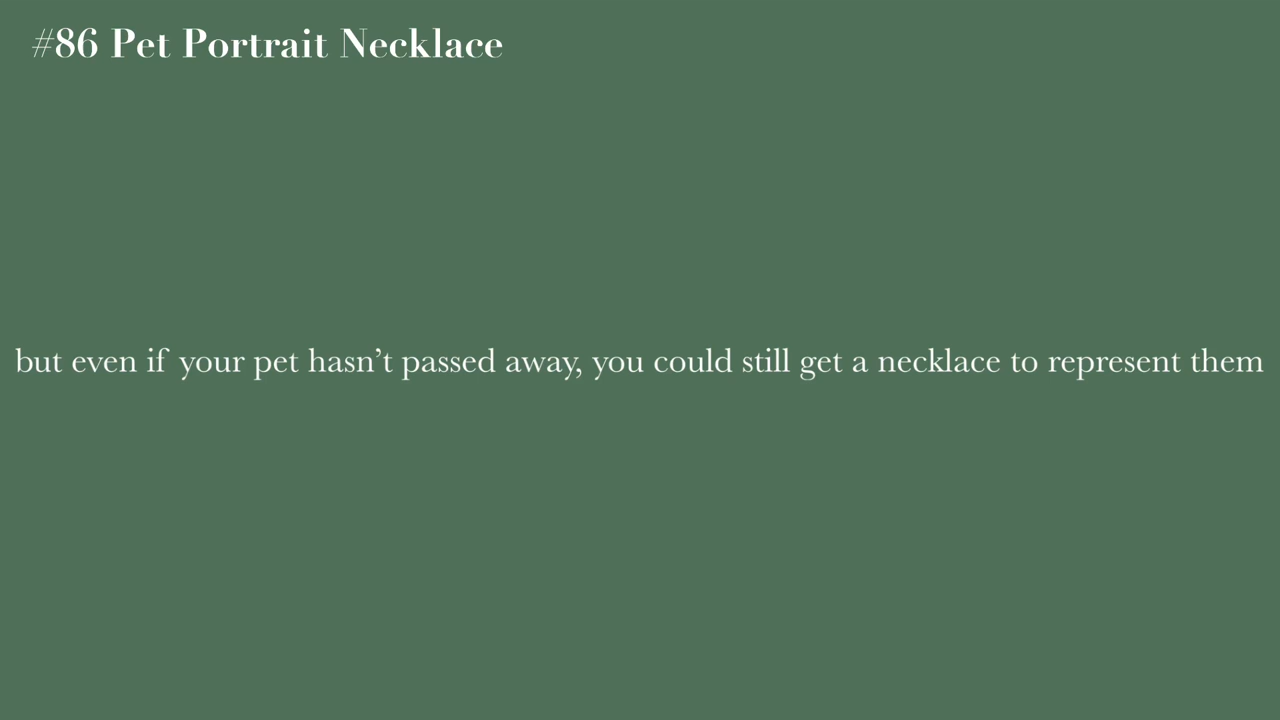 #86 Pet Portrait Necklace
but even if your pet hasn’t passed away, you could still get a necklace to represent them